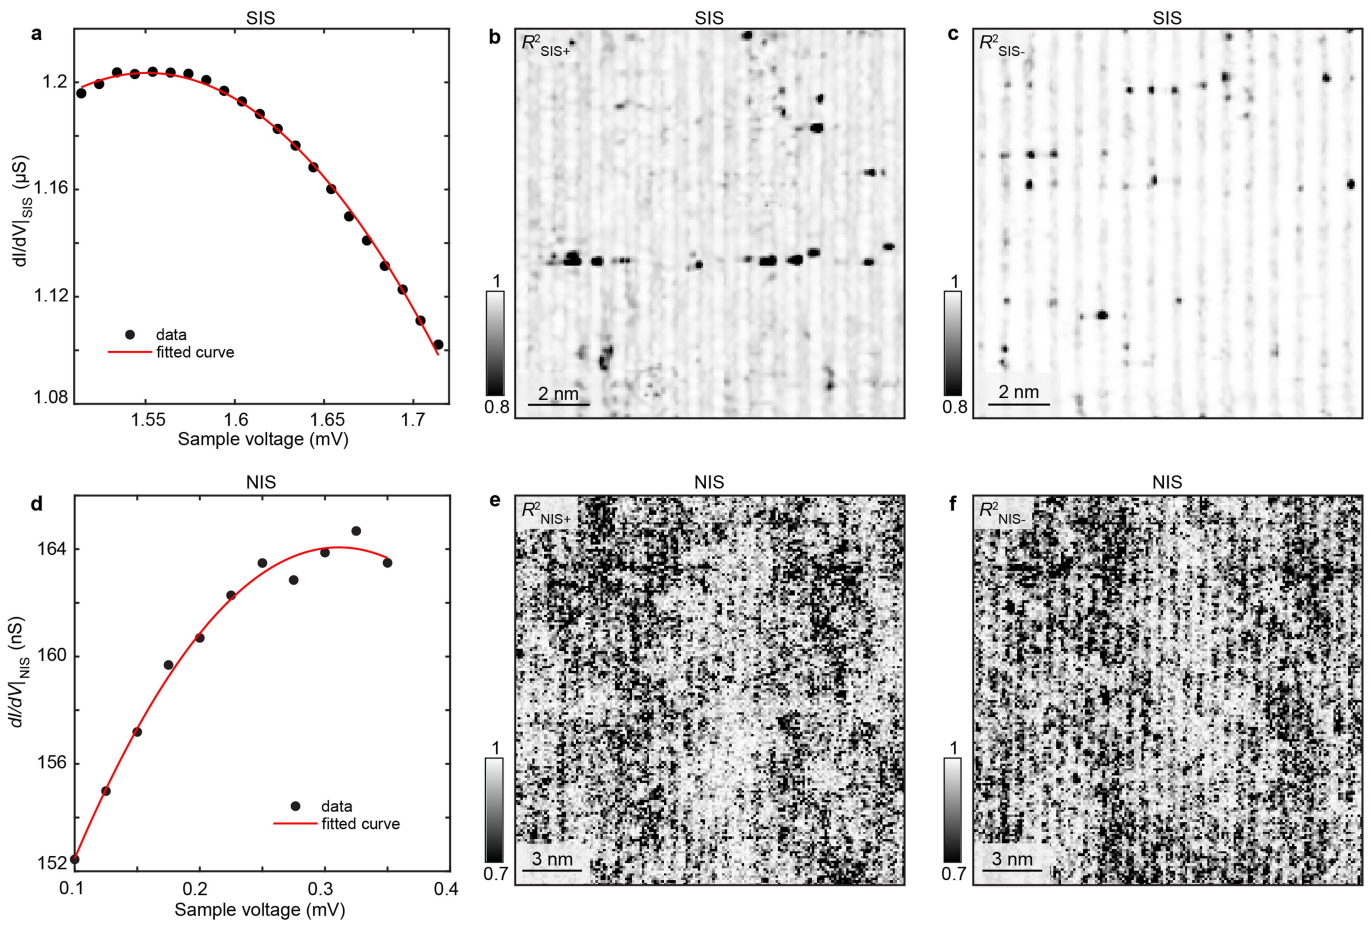 SIS
a
1.2
1.16
1.12
1.08
dI/dV|SIS (µS)
data
fitted curve
1.55
1.6
1.65
1.7
Sample voltage (mV)
SIS
b
R2SIS+
1
0.8
2 nm
SIS
c
R2SIS-
1
0.8
2 nm
NIS
d
164
160
156
152
dI/dV|NIS (nS)
data
fitted curve
0.1
0.2
0.3
0.4
Sample voltage (mV)
NIS
e
R2NIS+
1
0.7
3 nm
NIS
f
R2NIS-
1
0.7
3 nm